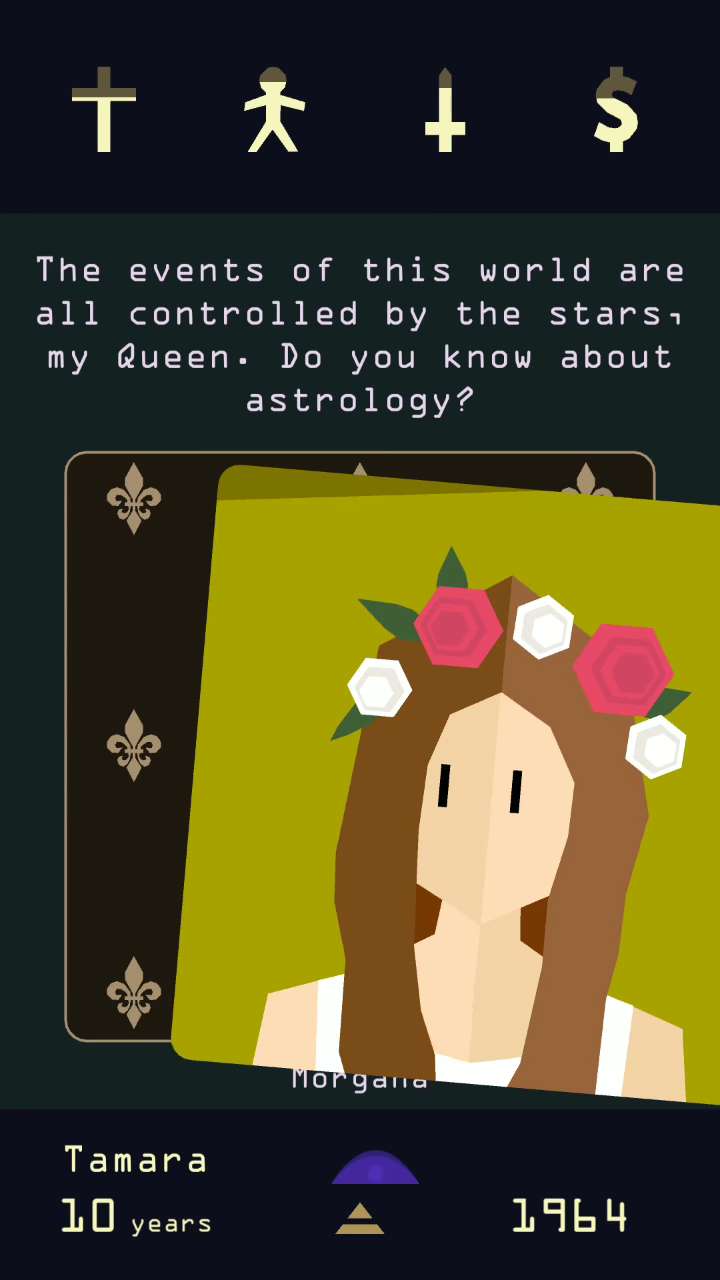 The events of this world are
all controlled by the stars,
my Queen. Do you know about
astrology?
Morgana
Tamara
10 years
1964